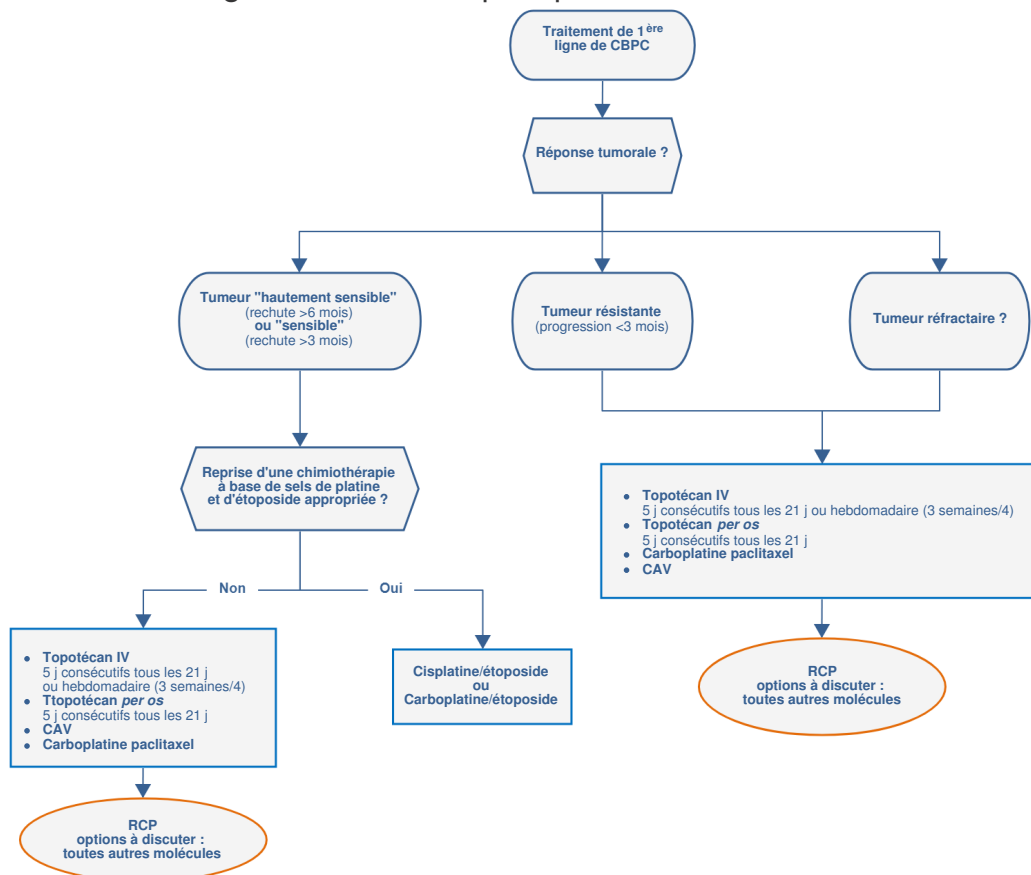 Traitement de 1ère
ligne de CBPC
Réponse tumorale ?
Tumeur "hautement sensible"
(rechute >6 mois)
ou "sensible"
(rechute >3 mois)
Tumeur résistante
(progression <3 mois)
Tumeur réfractaire ?
Reprise d'une chimiothérapie
à base de sels de platine
et d'étoposide appropriée ?
• Topotécan IV
5 j consécutifs tous les 21 j ou hebdomadaire (3 semaines/4)
• Topotécan per os
5 j consécutifs tous les 21 j
• Carboplatine paclitaxel
• CAV
Non
Oui
• Topotécan IV
5 j consécutifs tous les 21 j
ou hebdomadaire (3 semaines/4)
• Ttopotécan per os
5 j consécutifs tous les 21 j
• CAV
• Carboplatine paclitaxel
Cisplatine/étoposide
ou
Carboplatine/étoposide
RCP
options à discuter :
toutes autres molécules
RCP
options à discuter :
toutes autres molécules